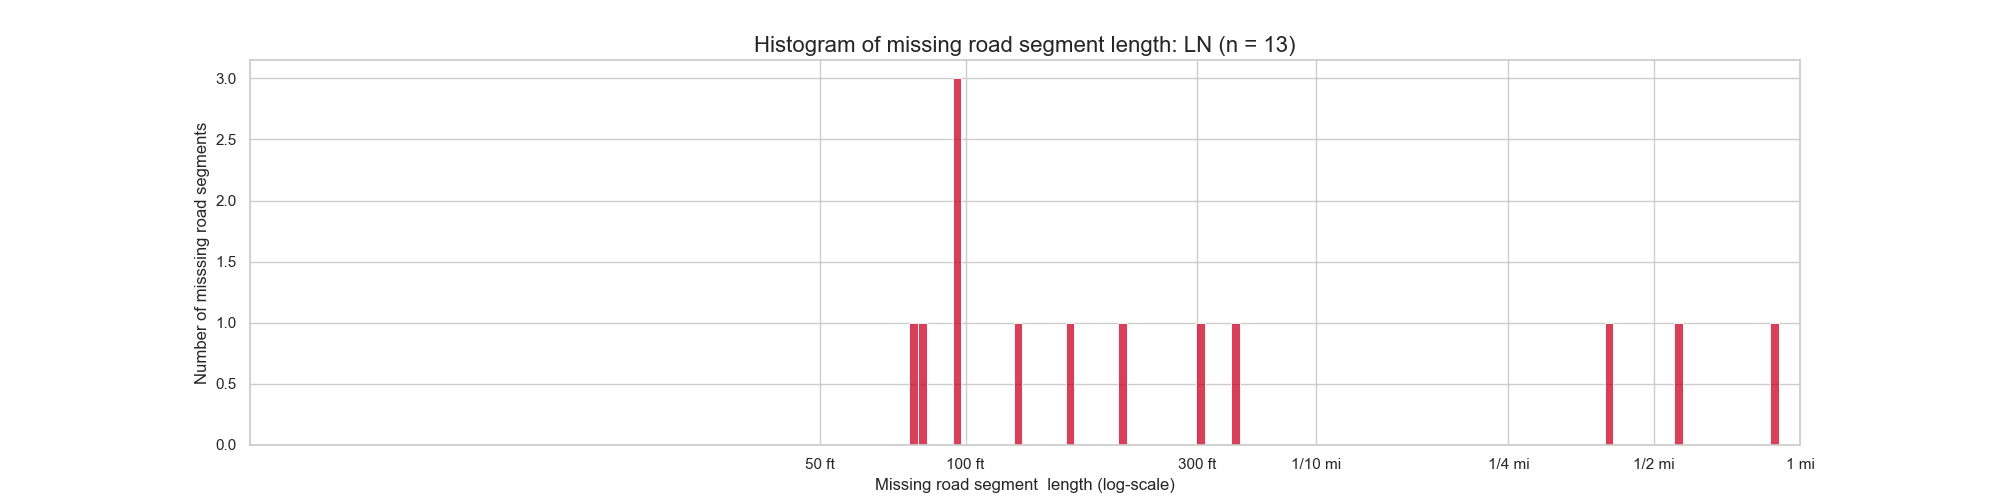 Histogram of missing road segment length: LN (n = 13)
Number of misssing road segments
3.0
2.5
2.0
1.5
1.0
0.5
0.0
50 ft 100 ft 300 ft 1/10 mi 1/4 mi 1/2 mi 1 mi
Missing road segment  length (log-scale)